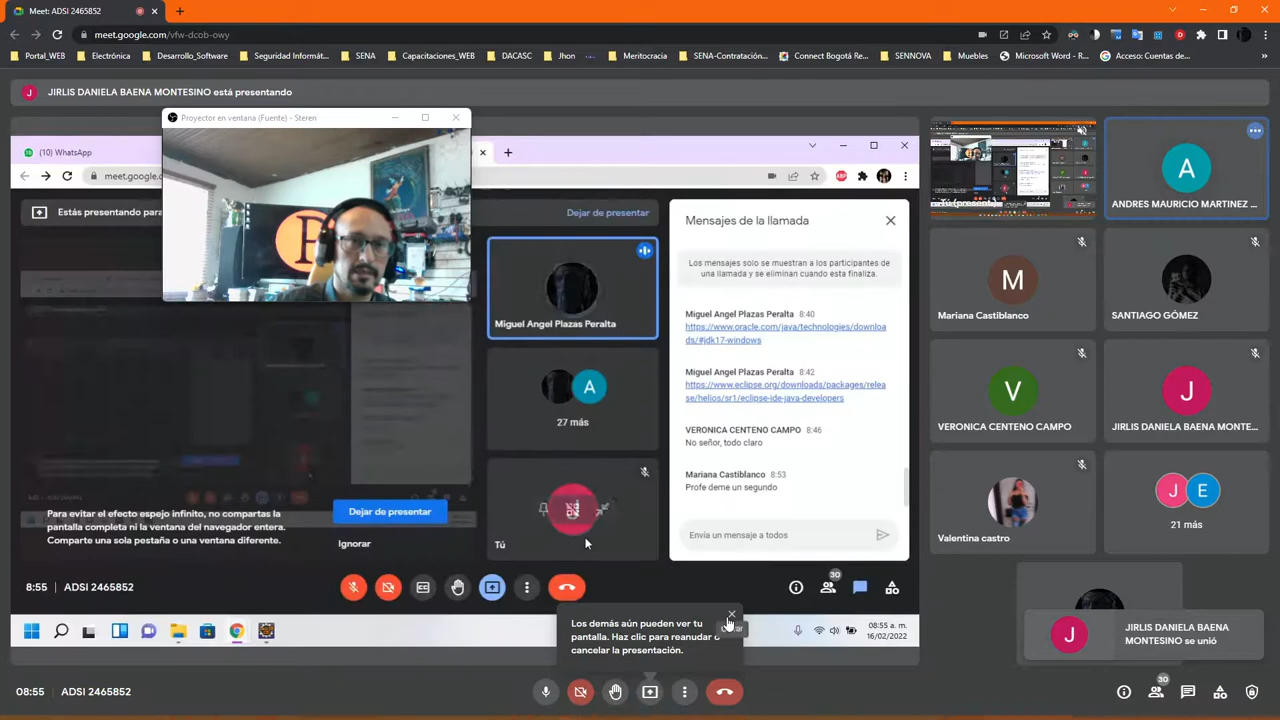 Meet: ADSI 2465852
meet.google.com/vfw-dcob-owy
Portal_WEB
Electrónica
Desarrollo_Software
Seguridad Informát...
SENA
Capacitaciones_WEB
DACASC
Jhon
Meritocracia
SENA-Contratación...
Connect Bogotá Re...
SENNOVA
Muebles
Microsoft Word - R...
Acceso: Cuentas de...
J
JIRLIS DANIELA BAENA MONTESINO está presentando
Proyector en ventana (Fuente) - Steren
(10) WhatsApp
meet.google.c
Estás presentando para
Dejar de presentar
Miguel Angel Plazas Peralta
A
27 más
Tú
Para evitar el efecto espejo infinito, no compartas la
pantalla completa ni la ventana del navegador entera.
Comparte una sola pestaña o una ventana diferente.
Dejar de presentar
Ignorar
8:55
ADSI 2465852
Mensajes de la llamada
Los mensajes solo se muestran a los participantes de
una llamada y se eliminan cuando esta finaliza.
Miguel Angel Plazas Peralta 8:40
https://www.oracle.com/java/technologies/downloa
ds/#jdk17-windows
Miguel Angel Plazas Peralta 8:42
https://www.eclipse.org/downloads/packages/relea
se/helios/sr1/eclipse-ide-java-developers
VERONICA CENTENO CAMPO 8:46
No señor, todo claro
Mariana Castiblanco 8:53
Profe deme un segundo
Envía un mensaje a todos
30
08:55 a. m.
16/02/2022
Los demás aún pueden ver tu
pantalla. Haz clic para reanudar o
cancelar la presentación.
A
ANDRES MAURICIO MARTINEZ ...
M
Mariana Castiblanco
SANTIAGO GÓMEZ
V
VERONICA CENTENO CAMPO
J
JIRLIS DANIELA BAENA MONTE...
Valentina castro
J
E
21 más
J
JIRLIS DANIELA BAENA
MONTESINO se unió
08:55
ADSI 2465852
30